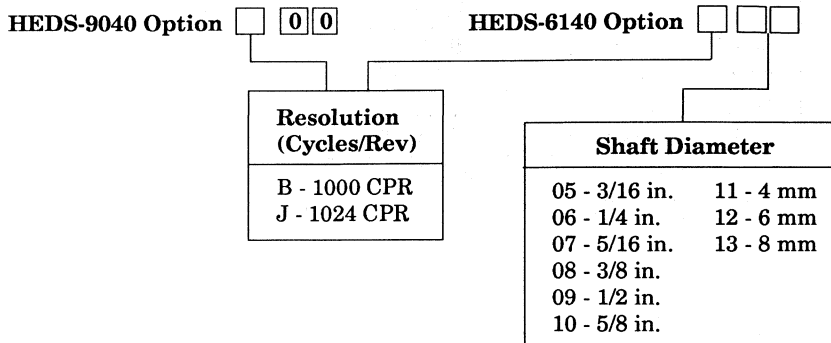 HEDS-9040 Option 0 0 HEDS-6140 Option
Resolution
(Cycles/Rev)
B - 1000 CPR
J - 1024 CPR
Shaft Diameter
05 - 3/16 in. 11 - 4 mm
06 - 1/4 in. 12 - 6 mm
07 - 5/16 in. 13 - 8 mm
08 - 3/8 in.
09 - 1/2 in.
10 - 5/8 in.